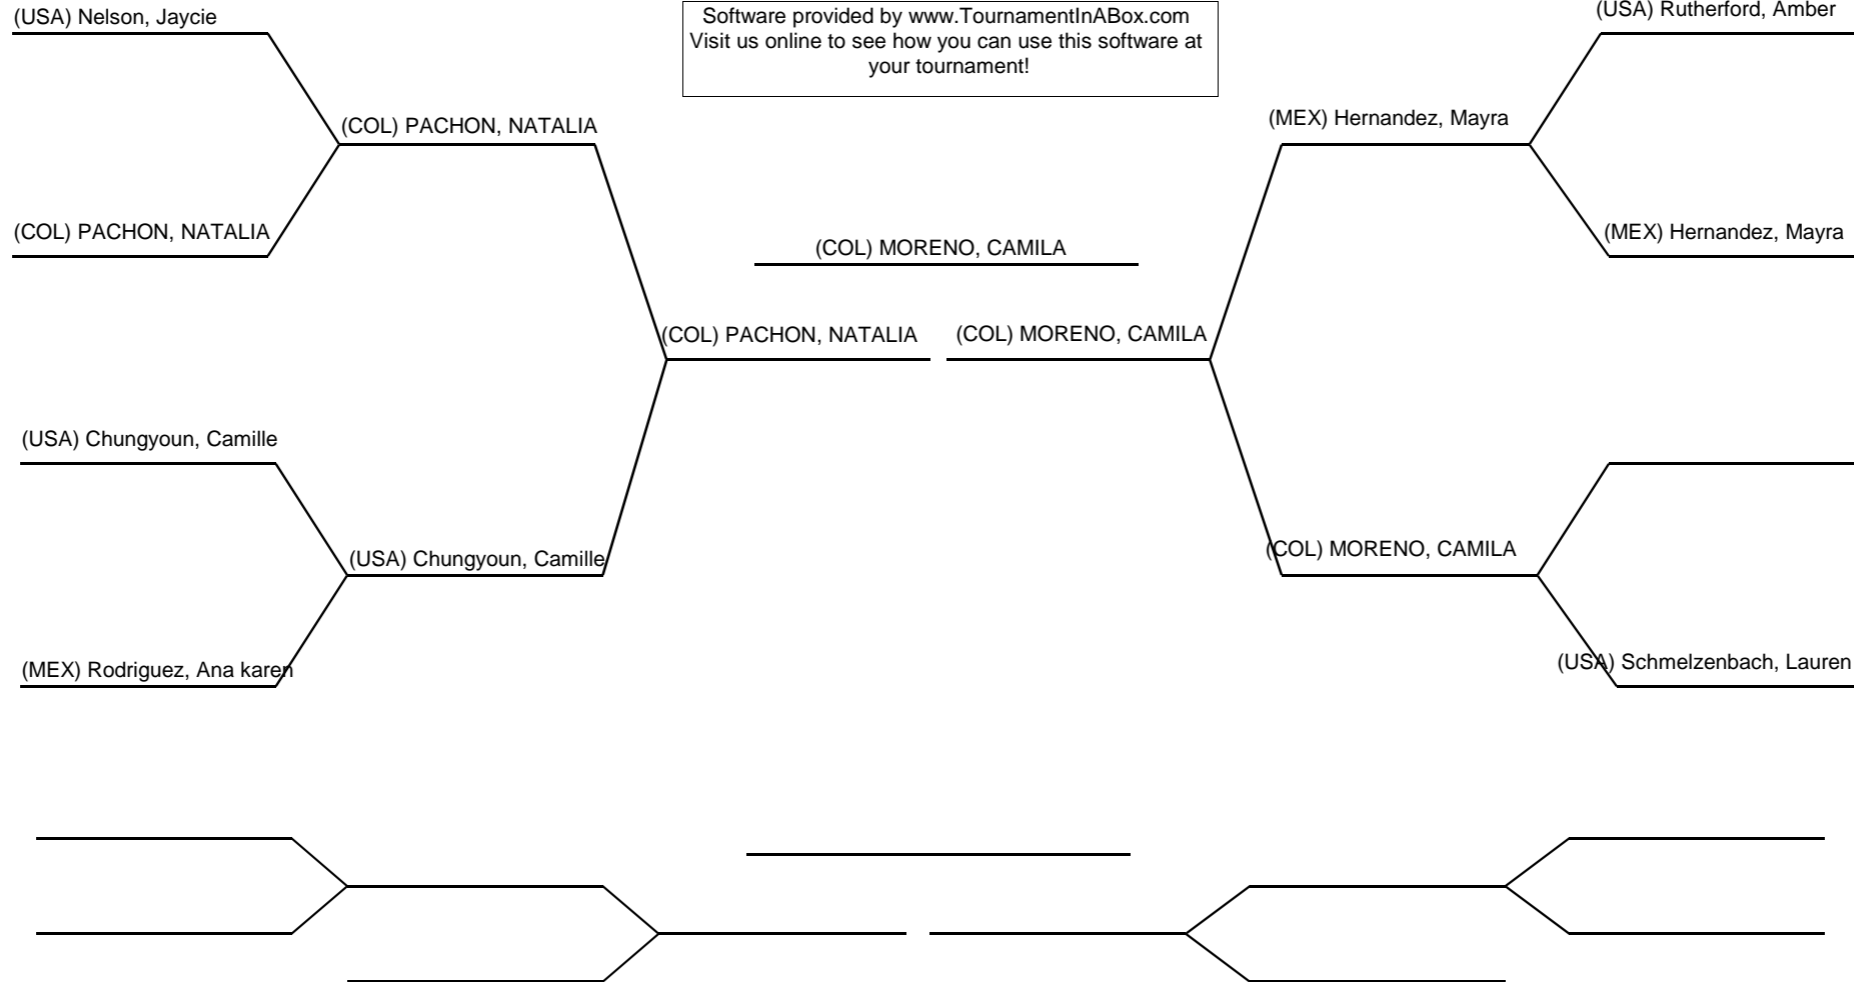 (USA) Nelson, Jaycie
Software provided by www.TournamentInABox.com
Visit us online to see how you can use this software at
your tournament!
(USA) Rutherford, Amber
(COL) PACHON, NATALIA
(MEX) Hernandez, Mayra
(COL) PACHON, NATALIA
(COL) MORENO, CAMILA
(MEX) Hernandez, Mayra
(COL) PACHON, NATALIA
(COL) MORENO, CAMILA
(USA) Chungyoun, Camille
(USA) Chungyoun, Camille
(COL) MORENO, CAMILA
(MEX) Rodriguez, Ana karen
(USA) Schmelzenbach, Lauren